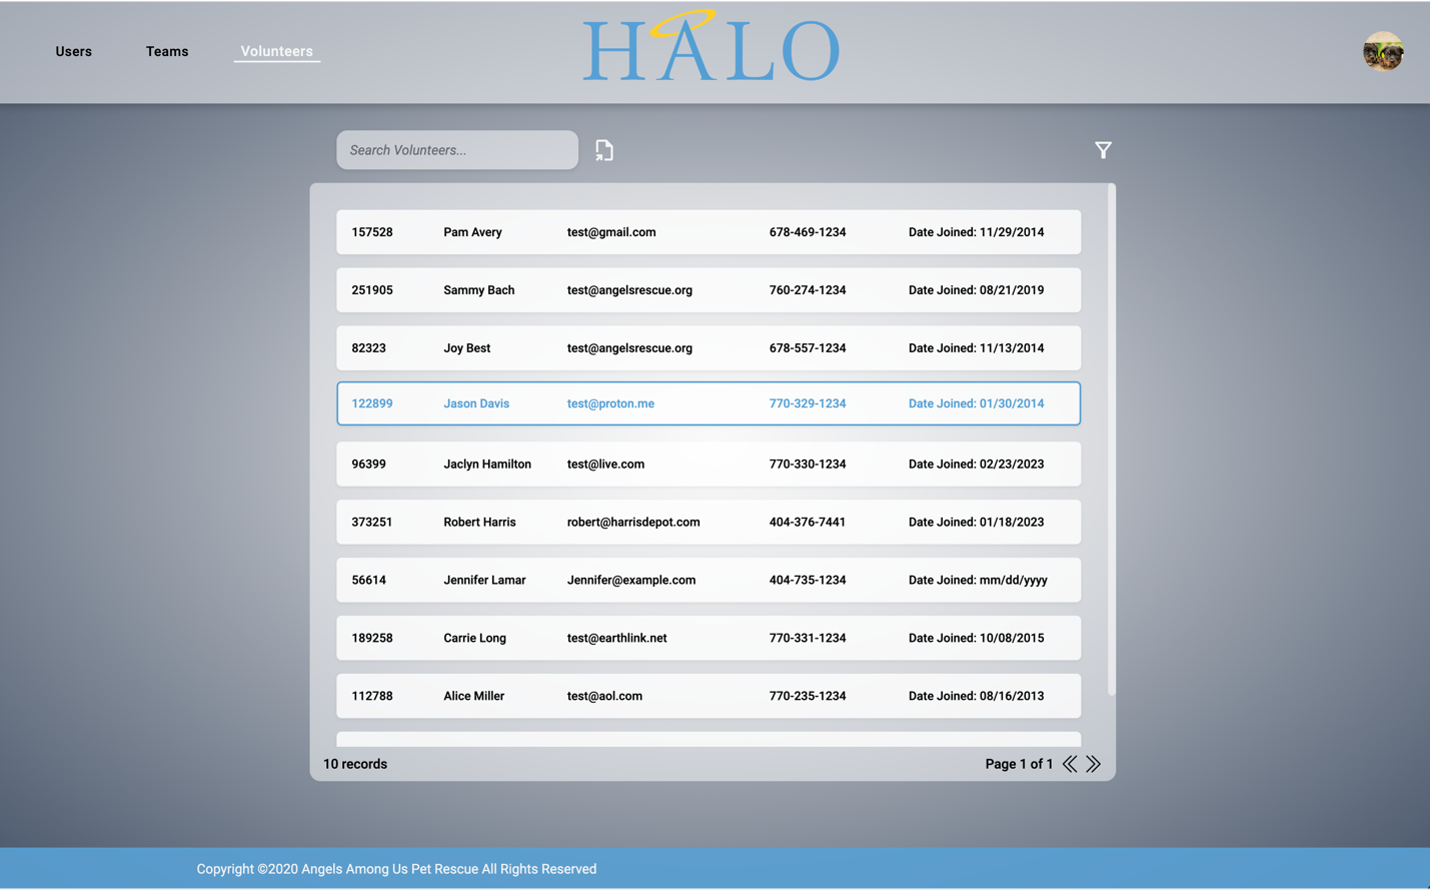 Users Teams Volunteers HALO
Search Volunteers...
157528 Pam Avery test@gmail.com 678-469-1234 Date Joined: 11/29/2014
251905 Sammy Bach test@angelsrescue.org 760-274-1234 Date Joined: 08/21/2019
82323 Joy Best test@angelsrescue.org 678-557-1234 Date Joined: 11/13/2014
122899 Jason Davis test@proton.me 770-329-1234 Date Joined: 01/30/2014
96399 Jaclyn Hamilton test@live.com 770-330-1234 Date Joined: 02/23/2023
373251 Robert Harris robert@harrisdepot.com 404-376-7441 Date Joined: 01/18/2023
56614 Jennifer Lamar Jennifer@example.com 404-735-1234 Date Joined: mm/dd/yyyy
189258 Carrie Long test@earthlink.net 770-331-1234 Date Joined: 10/08/2015
112788 Alice Miller test@aol.com 770-235-1234 Date Joined: 08/16/2013
10 records Page 1 of 1
Copyright ©2020 Angels Among Us Pet Rescue All Rights Reserved